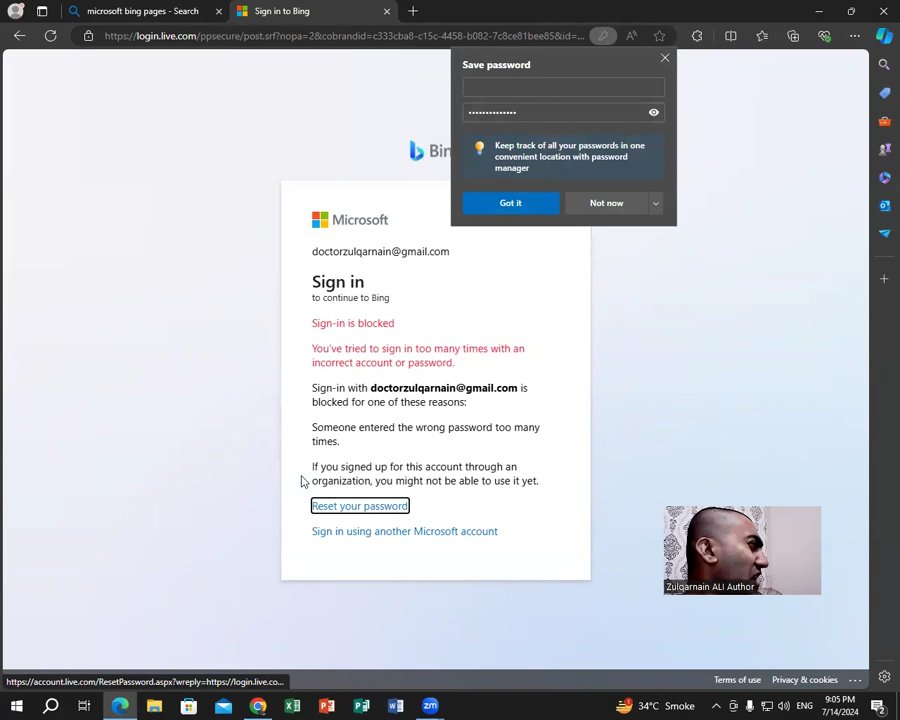 microsoft bing pages - Search
Sign in to Bing
https://login.live.com/ppsecure/post.srf?nopa=2&cobrandid=c333cba8-c15c-4458-b082-7c8ce81bee85&id=...
Save password
••••••••••••••
Keep track of all your passwords in one
convenient location with password
manager
Got it
Not now
Bin
Microsoft
doctorzulqarnain@gmail.com
Sign in
to continue to Bing
Sign-in is blocked
You've tried to sign in too many times with an
incorrect account or password.
Sign-in with doctorzulqarnain@gmail.com is
blocked for one of these reasons:
Someone entered the wrong password too many
times.
If you signed up for this account through an
organization, you might not be able to use it yet.
Reset your password
Sign in using another Microsoft account
Zulqarnain ALI Author
https://account.live.com/ResetPassword.aspx?wreply=https://login.live.co...
Terms of use
Privacy & cookies
...
zm
34°C Smoke
ENG
9:05 PM
7/14/2024
2